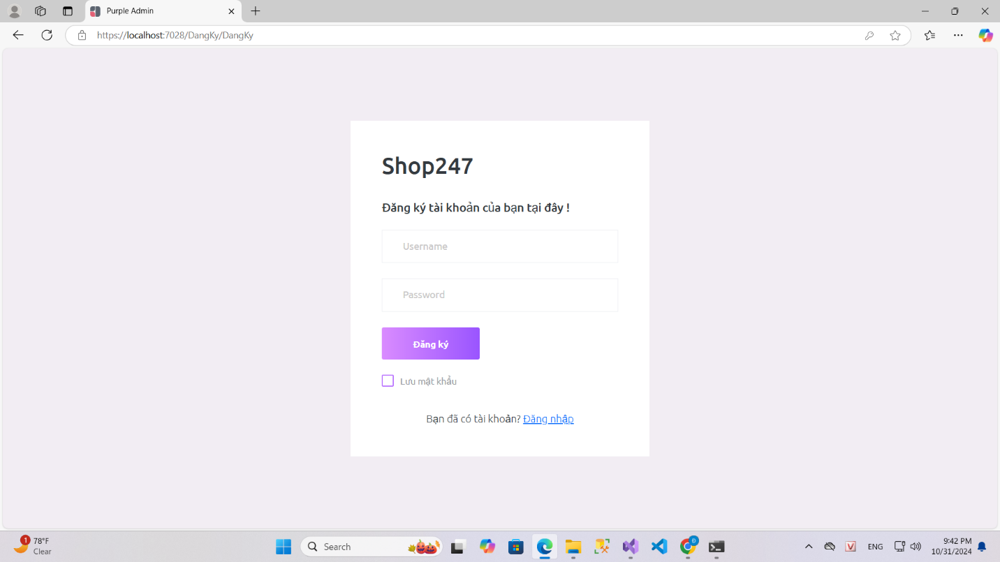 Purple Admin
https://localhost:7028/DangKy/DangKy
Shop247
Đăng ký tài khoản của bạn tại đây !
Username
Password
Đăng ký
Lưu mật khẩu
Bạn đã có tài khoản? Đăng nhập
1
78°F
Clear
Search
Đ
V
ENG
9:42 PM
10/31/2024